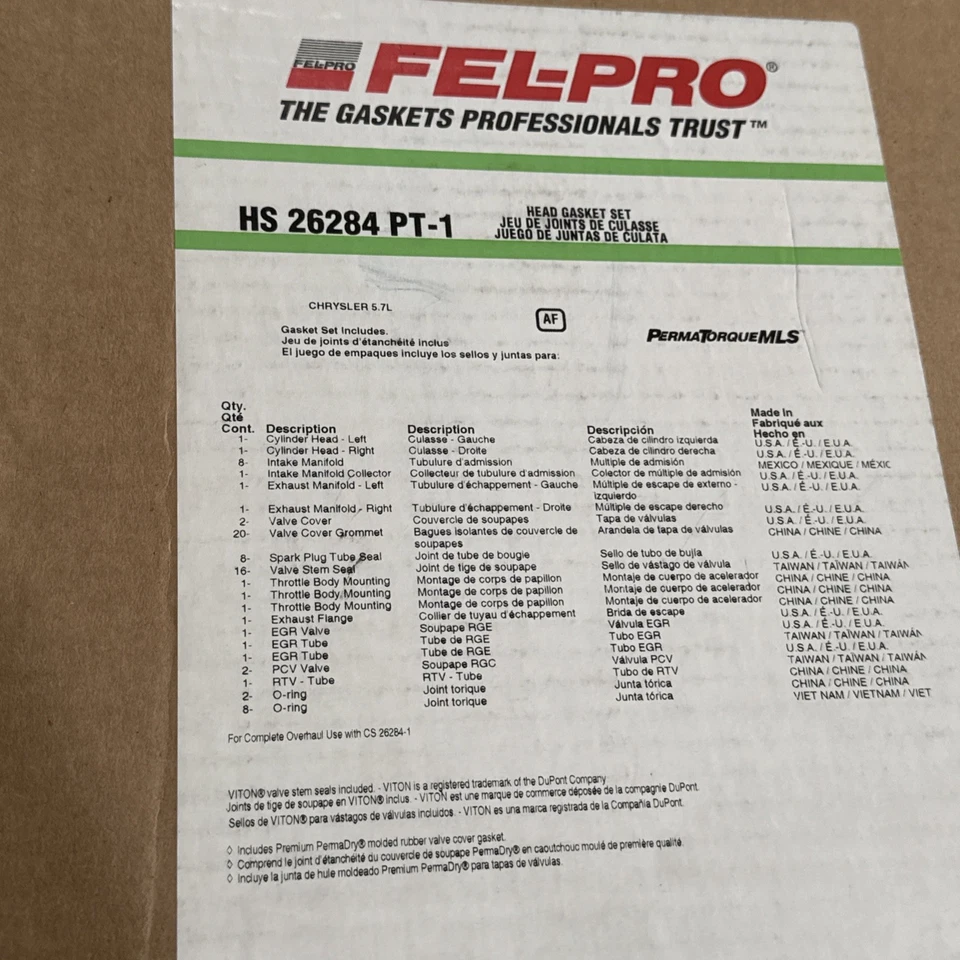 FEL-PRO
FEL-PRO®
THE GASKETS PROFESSIONALS TRUST™
HS 26284 PT-1
HEAD GASKET SET
JEU DE JOINTS DE CULASSE
JUEGO DE JUNTAS DE CULATA
CHRYSLER 5.7L
AF
PERMATORQUEMLS
Gasket Set Includes.
Jeu de joints d'étanchéité inclus
El juego de empaques incluye los sellos y juntas para:
Qty.
Qté
Cont. Description Description Descripción
Made in
Fabriqué aux
Hecho en
1- Cylinder Head - Left Culasse - Gauche Cabeza de cilindro izquierda U.S.A. / É.-U. / E.U.A.
1- Cylinder Head - Right Culasse - Droite Cabeza de cilindro derecha U.S.A. / É.-U. / E.U.A.
8- Intake Manifold Tubulure d'admission Multiple de admisión MEXICO / MEXIQUE / MÉXIC
1- Intake Manifold Collector Collecteur de tubulure d'admission Colector de múltiple de admisión U.S.A. / É.-U. / E.U.A.
1- Exhaust Manifold - Left Tubulure d'échappement - Gauche Múltiple de escape de externo - U.S.A. / É.-U. / E.U.A.
izquierdo
1- Exhaust Manifold - Right Tubulure d'échappement - Droite Múltiple de escape derecho U.S.A. / É.-U. / E.U.A.
2- Valve Cover Couvercle de soupapes Tapa de válvulas U.S.A. / É.-U. / E.U.A.
20- Valve Cover Grommet Bagues isolantes de couvercle de Arandela de tapa de válvulas CHINA / CHINE / CHINA
soupapes
8- Spark Plug Tube Seal Joint de tube de bougie Sello de tubo de bujía U.S.A. / É.-U. / E.U.A.
16- Valve Stem Seal Joint de tige de soupape Sello de vástago de válvula TAIWAN / TAÏWAN / TAIWÁN
1- Throttle Body Mounting Montage de corps de papillon Montaje de cuerpo de acelerador CHINA / CHINE / CHINA
1- Throttle Body Mounting Montage de corps de papillon Montaje de cuerpo de acelerador CHINA / CHINE / CHINA
1- Throttle Body Mounting Montage de corps de papillon Montaje de cuerpo de acelerador CHINA / CHINE / CHINA
1- Exhaust Flange Collier de tuyau d'échappement Brida de escape U.S.A. / É.-U. / E.U.A.
1- EGR Valve Soupape RGE Válvula EGR U.S.A. / É.-U. / E.U.A.
1- EGR Tube Tube de RGE Tubo EGR TAIWAN / TAÏWAN / TAIWÁN
1- EGR Tube Tube de RGE Tubo EGR U.S.A. / É.-U. / E.U.A.
2- PCV Valve Soupape RGC Válvula PCV TAIWAN / TAÏWAN / TAIWÁN
1- RTV - Tube RTV - Tube Tubo de RTV CHINA / CHINE / CHINA
2- O-ring Joint torique Junta tórica CHINA / CHINE / CHINA
8- O-ring Joint torique Junta tórica VIET NAM / VIETNAM / VIET
For Complete Overhaul Use with CS 26284-1
VITON® valve stem seals included. - VITON is a registered trademark of the DuPont Company
Joints de tige de soupape en VITON® inclus. - VITON est une marque de commerce déposée de la compagnie DuPont.
Sellos de VITON® para vástagos de válvulas incluidos. - VITON es una marca registrada de la Compañía DuPont.
◊ Includes Premium PermaDry® molded rubber valve cover gasket.
◊ Comprend le joint d'étanchéité du couvercle de soupape PermaDry® en caoutchouc moulé de première qualité.
◊ Incluye la junta de hule moldeado Premium PermaDry® para tapas de válvulas.